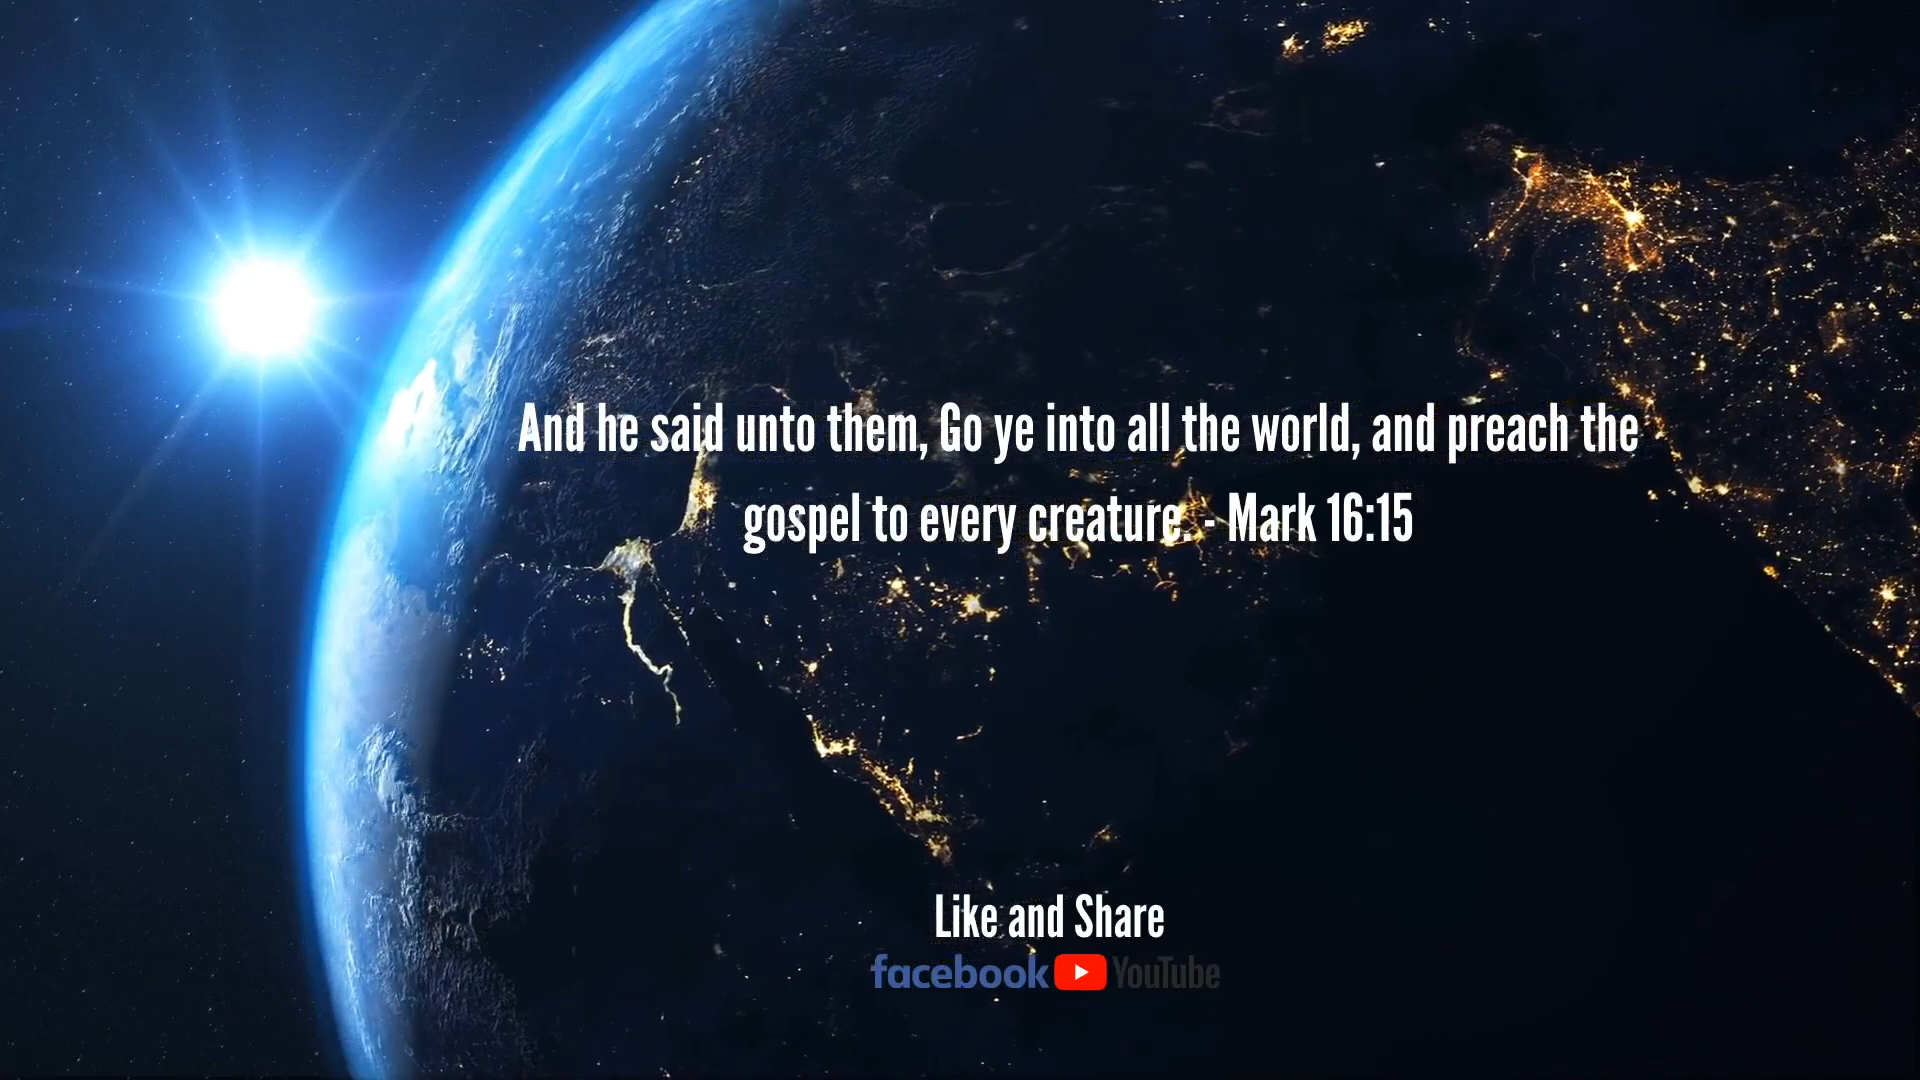 And he said unto them, Go ye into all the world, and preach the
gospel to every creature. - Mark 16:15
Like and Share
facebook YouTube